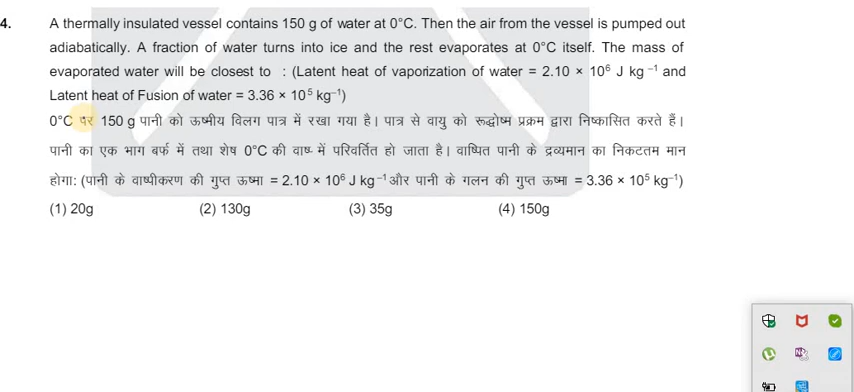 4. A thermally insulated vessel contains 150 g of water at 0°C. Then the air from the vessel is pumped out
adiabatically. A fraction of water turns into ice and the rest evaporates at 0°C itself. The mass of
evaporated water will be closest to : (Latent heat of vaporization of water = 2.10 × 10⁶ J kg⁻¹ and
Latent heat of Fusion of water = 3.36 × 10⁵ kg⁻¹)
0°C पर 150 g पानी को ऊष्मीय विलग पात्र में रखा गया है। पात्र से वायु को रूद्धोष्म प्रक्रम द्वारा निष्कासित करते हैं।
पानी का एक भाग बर्फ में तथा शेष 0°C की वाष्प में परिवर्तित हो जाता है। वाष्पित पानी के द्रव्यमान का निकटतम मान
होगा: (पानी के वाष्पीकरण की गुप्त ऊष्मा = 2.10 × 10⁶ J kg⁻¹ और पानी के गलन की गुप्त ऊष्मा = 3.36 × 10⁵ kg⁻¹)
(1) 20g (2) 130g (3) 35g (4) 150g